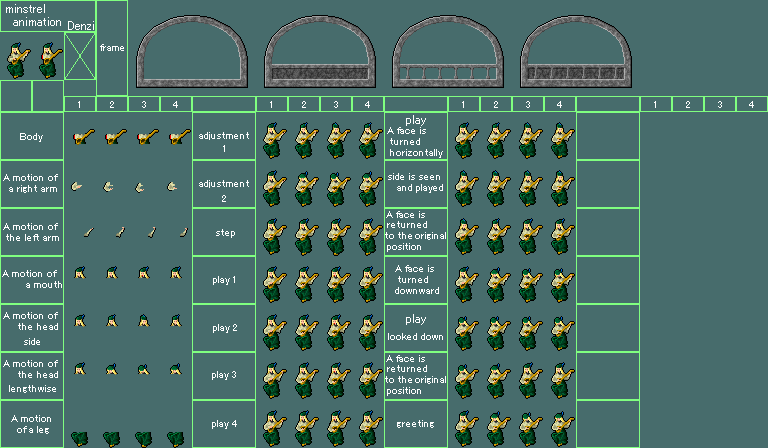 minstrel
animation
Denzi
frame
1 2 3 4
1 2 3 4
1 2 3 4
1 2 3 4
Body
adjustment
1
play
A face is
turned
horizontally
A motion of
a right arm
adjustment
2
side is seen
and played
A motion of
the left arm
step
A face is
returned
to the original
position
A motion of
a mouth
play 1
A face is
turned
downward
A motion of
the head
side
play 2
play
looked down
A motion of
the head
lengthwise
play 3
A face is
returned
to the original
position
A motion
of a leg
play 4
greeting